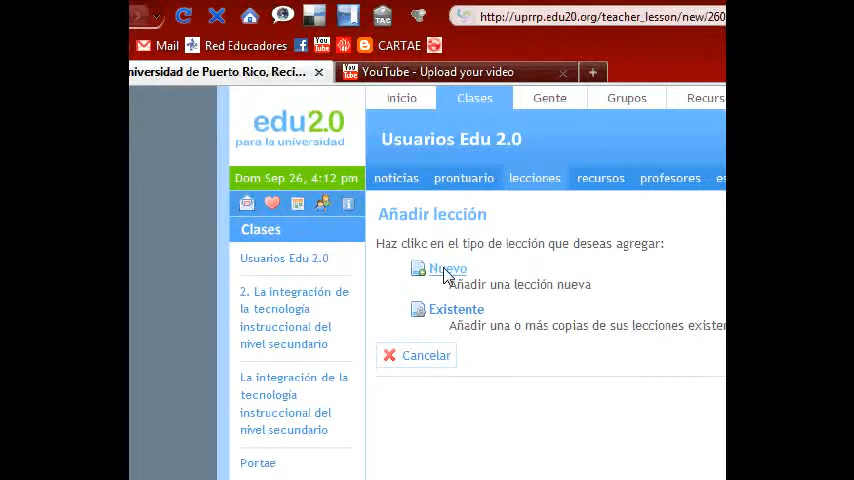 http://uprrp.edu20.org/teacher_lesson/new/260
Mail Red Educadores CARTAE
niversidad de Puerto Rico, Reci... YouTube - Upload your video
Inicio Clases Gente Grupos Recurs
edu2.0
para la universidad
Usuarios Edu 2.0
Dom Sep 26, 4:12 pm
noticias prontuario lecciones recursos profesores es
Clases
Añadir lección
Haz clikc en el tipo de lección que deseas agregar:
Nuevo
Añadir una lección nueva
Existente
Añadir una o más copias de sus lecciones existen
Cancelar
Usuarios Edu 2.0
2. La integración de
la tecnología
instruccional del
nivel secundario
La integración de la
tecnología
instruccional del
nivel secundario
Portae